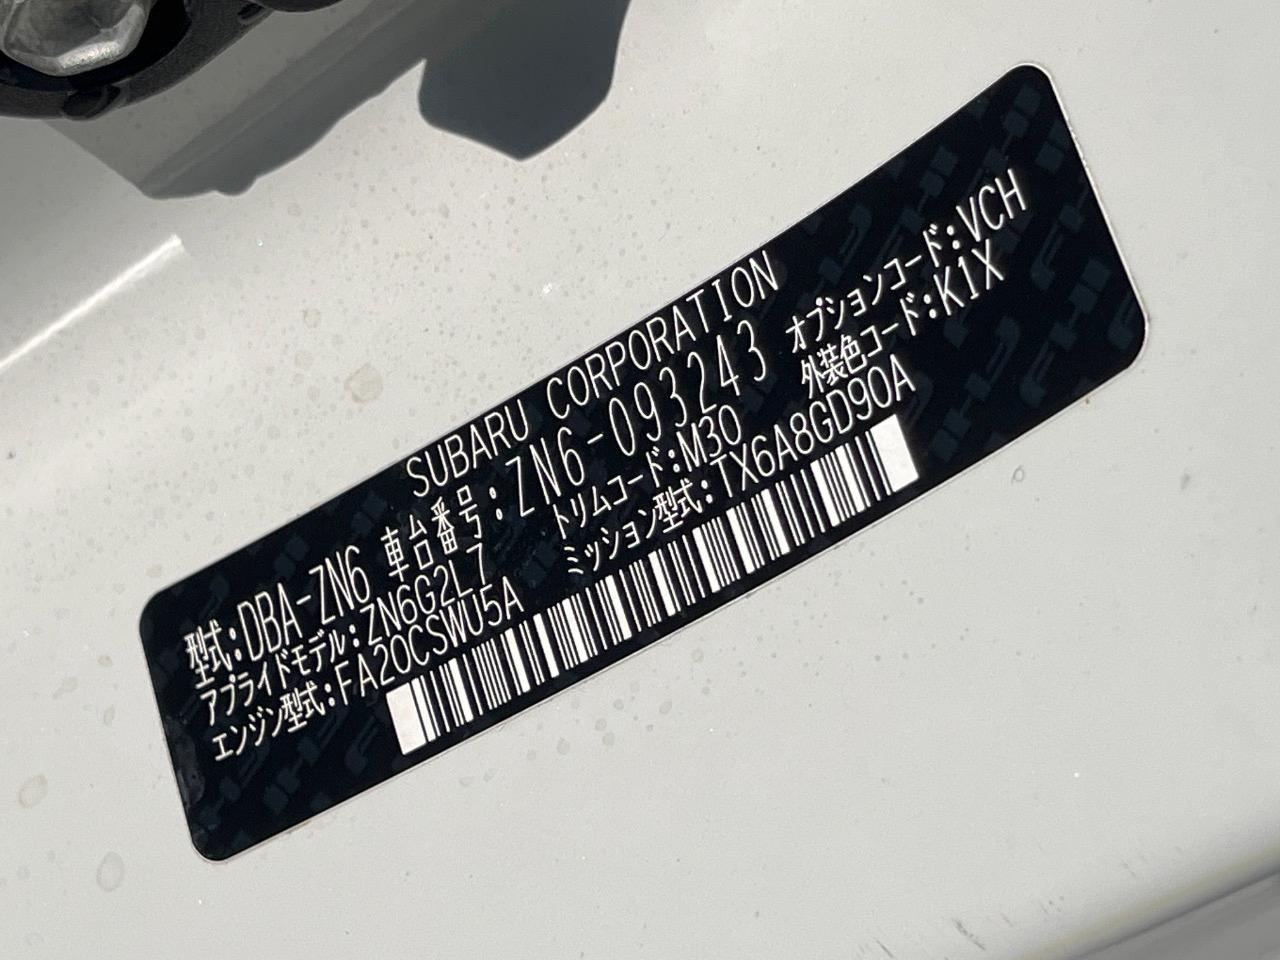 SUBARU CORPORATION
型式:DBA-ZN6 車台番号:ZN6-093243
アプライドモデル:ZN6G2L7 トリムコード:M30 オプションコード:VCH
エンジン型式:FA20CSWU5A ミッション型式:TX6A8GD90A 外装色コード:K1X